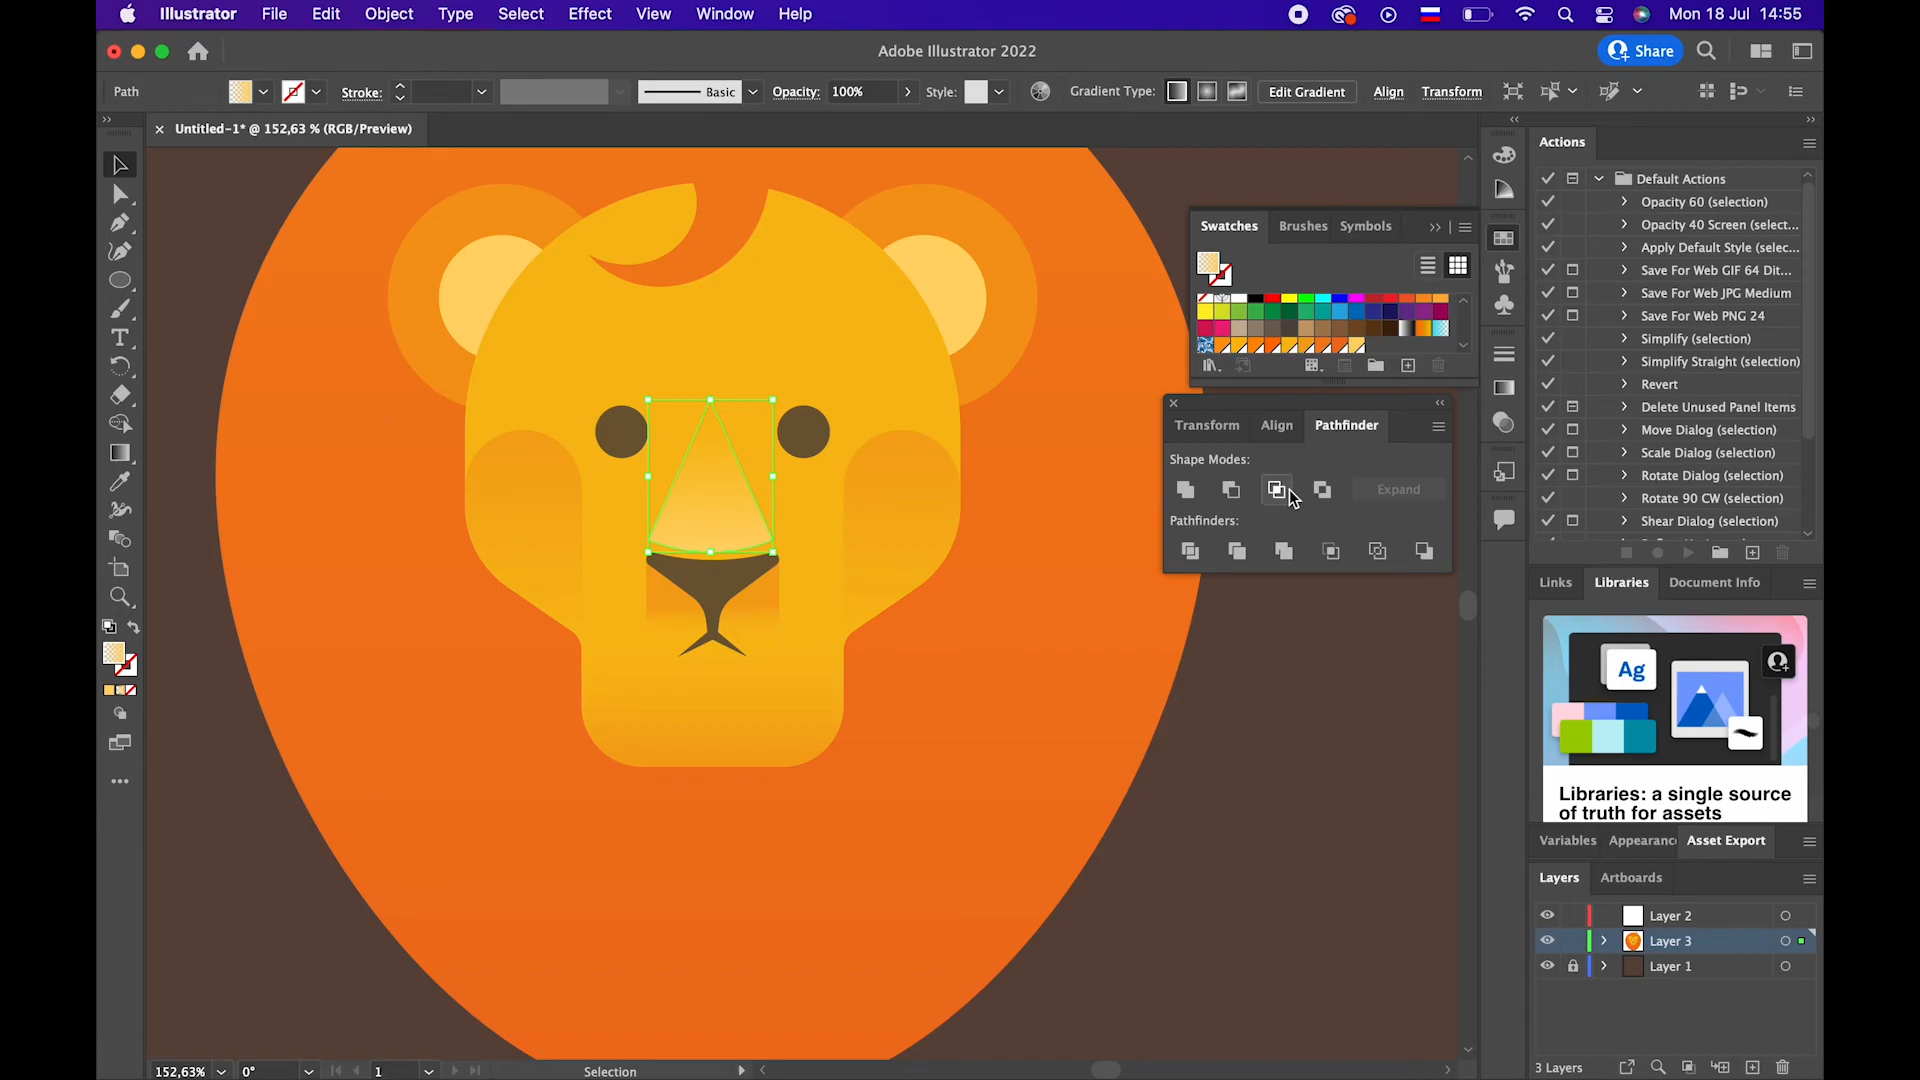 Illustrator File Edit Object Type Select Effect View Window Help Mon 18 Jul 14:55
Adobe Illustrator 2022 Share
Path Stroke: Basic Opacity: 100% Style: Gradient Type: Edit Gradient Align Transform
Untitled-1* @ 152,63 % (RGB/Preview)
Actions
Default Actions
Opacity 60 (selection)
Opacity 40 Screen (select...
Apply Default Style (selec...
Save For Web GIF 64 Dit...
Save For Web JPG Medium
Save For Web PNG 24
Simplify (selection)
Simplify Straight (selection)
Revert
Delete Unused Panel Items
Move Dialog (selection)
Scale Dialog (selection)
Rotate Dialog (selection)
Rotate 90 CW (selection)
Shear Dialog (selection)
Swatches Brushes Symbols
Transform Align Pathfinder
Shape Modes:
Expand
Pathfinders:
Links Libraries Document Info
Ag
Libraries: a single source
of truth for assets
Variables Appearanc Asset Export
Layers Artboards
Layer 2
Layer 3
Layer 1
3 Layers
152,63% 0° 1 Selection